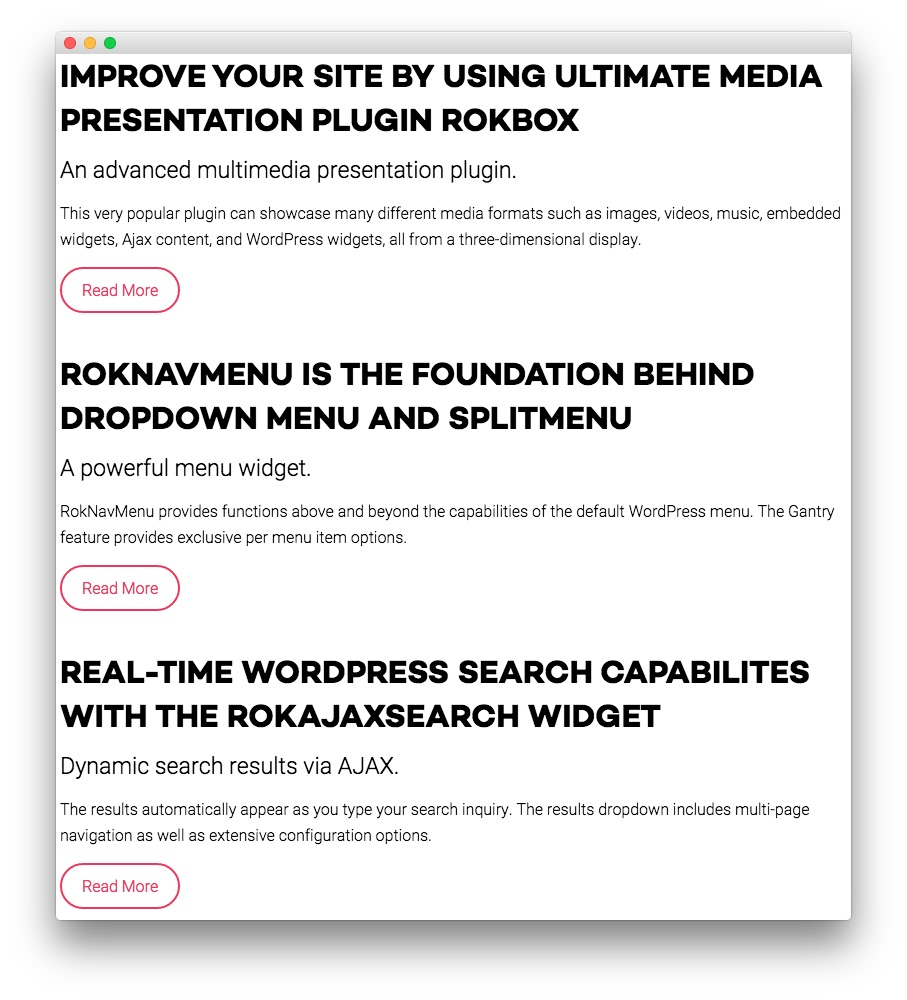 IMPROVE YOUR SITE BY USING ULTIMATE MEDIA
PRESENTATION PLUGIN ROKBOX
An advanced multimedia presentation plugin.
This very popular plugin can showcase many different media formats such as images, videos, music, embedded
widgets, Ajax content, and WordPress widgets, all from a three-dimensional display.
Read More
ROKNAVMENU IS THE FOUNDATION BEHIND
DROPDOWN MENU AND SPLITMENU
A powerful menu widget.
RokNavMenu provides functions above and beyond the capabilities of the default WordPress menu. The Gantry
feature provides exclusive per menu item options.
Read More
REAL-TIME WORDPRESS SEARCH CAPABILITES
WITH THE ROKAJAXSEARCH WIDGET
Dynamic search results via AJAX.
The results automatically appear as you type your search inquiry. The results dropdown includes multi-page
navigation as well as extensive configuration options.
Read More